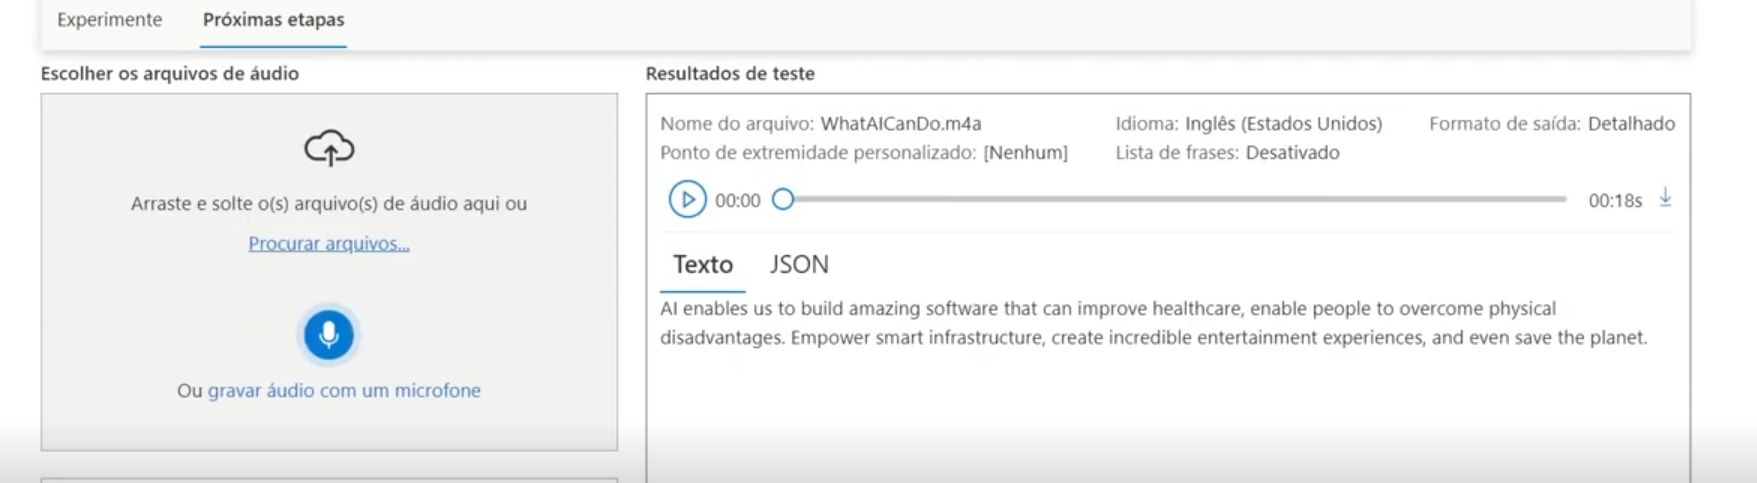 Experimente Próximas etapas
Escolher os arquivos de áudio
Arraste e solte o(s) arquivo(s) de áudio aqui ou
Procurar arquivos...
Ou gravar áudio com um microfone
Resultados de teste
Nome do arquivo: WhatAICanDo.m4a Idioma: Inglês (Estados Unidos) Formato de saída: Detalhado
Ponto de extremidade personalizado: [Nenhum] Lista de frases: Desativado
00:00 00:18s
Texto JSON
AI enables us to build amazing software that can improve healthcare, enable people to overcome physical
disadvantages. Empower smart infrastructure, create incredible entertainment experiences, and even save the planet.